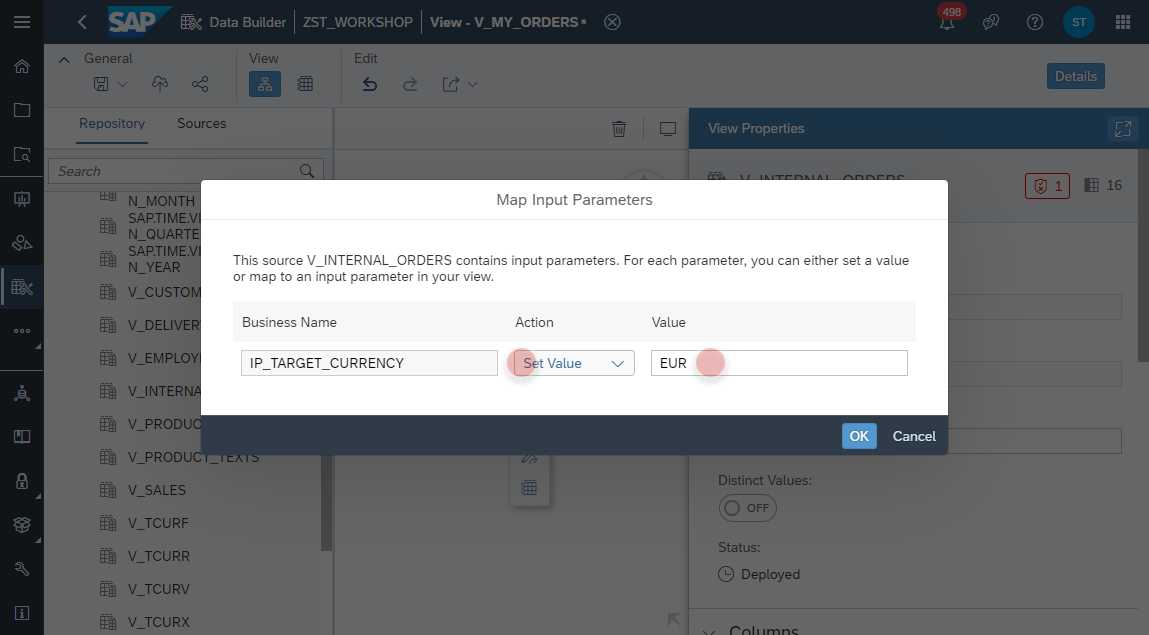 SAP Data Builder ZST_WORKSHOP View - V_MY_ORDERS* 498 ST
General View Edit
Details
Repository Sources
View Properties
Search
V_INTERNAL_ORDERS
1 16
N_MONTH
SAP.TIME.VI
N_QUARTE
SAP.TIME.VI
N_YEAR
V_CUSTOM
V_DELIVER
V_EMPLOY
V_INTERNA
V_PRODUC
V_PRODUCT_TEXTS
V_SALES
V_TCURF
V_TCURR
V_TCURV
V_TCURX
Map Input Parameters
This source V_INTERNAL_ORDERS contains input parameters. For each parameter, you can either set a value
or map to an input parameter in your view.
Business Name Action Value
IP_TARGET_CURRENCY Set Value EUR
OK Cancel
Distinct Values:
OFF
Status:
Deployed
Columns